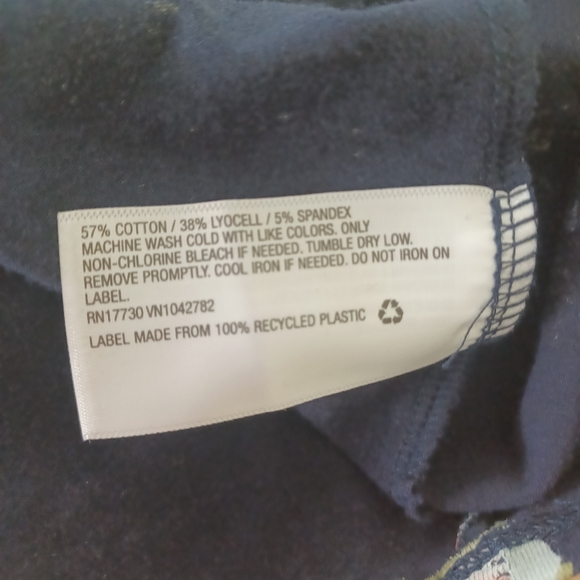 57% COTTON / 38% LYOCELL / 5% SPANDEX
MACHINE WASH COLD WITH LIKE COLORS. ONLY
NON-CHLORINE BLEACH IF NEEDED. TUMBLE DRY LOW.
REMOVE PROMPTLY. COOL IRON IF NEEDED. DO NOT IRON ON
LABEL.
RN17730 VN1042782
LABEL MADE FROM 100% RECYCLED PLASTIC